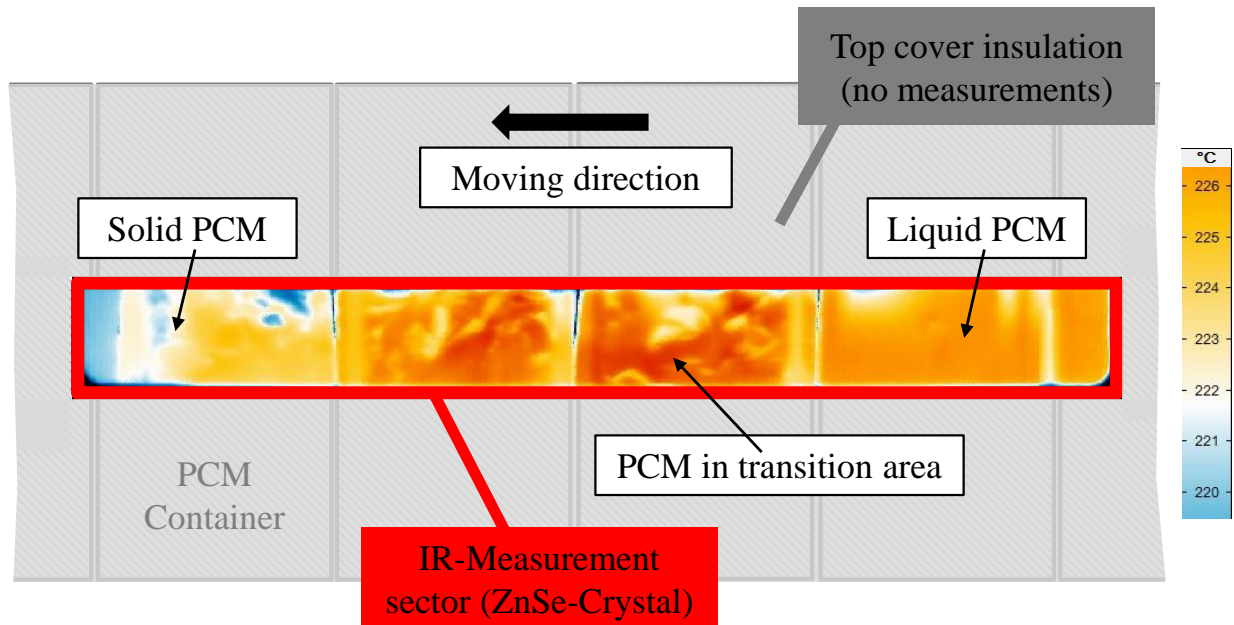 Top cover insulation
(no measurements)
Moving direction
°C
226
225
224
223
222
221
220
Solid PCM
Liquid PCM
PCM in transition area
PCM
Container
IR-Measurement
sector (ZnSe-Crystal)